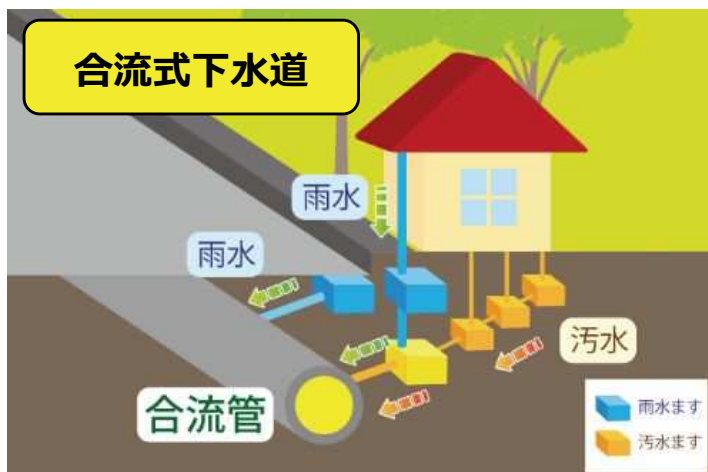 合流式下水道
雨水
雨水
汚水
合流管
雨水ます
汚水ます